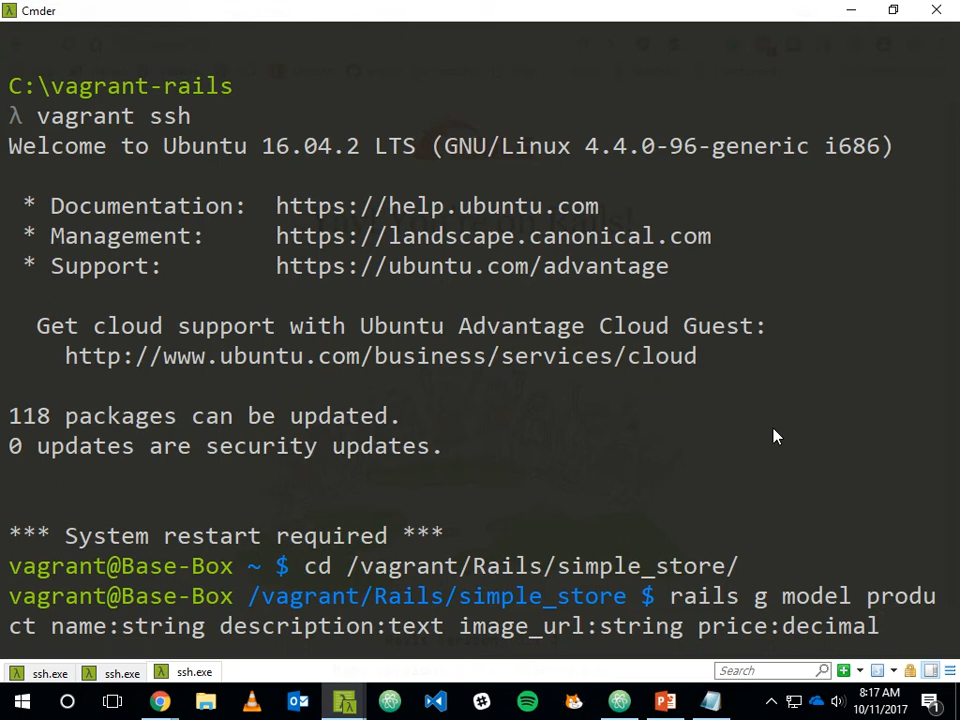 Cmder
C:\vagrant-rails
λ vagrant ssh
Welcome to Ubuntu 16.04.2 LTS (GNU/Linux 4.4.0-96-generic i686)
* Documentation:  https://help.ubuntu.com
* Management:     https://landscape.canonical.com
* Support:        https://ubuntu.com/advantage
Get cloud support with Ubuntu Advantage Cloud Guest:
http://www.ubuntu.com/business/services/cloud
118 packages can be updated.
0 updates are security updates.
*** System restart required ***
vagrant@Base-Box ~ $ cd /vagrant/Rails/simple_store/
vagrant@Base-Box /vagrant/Rails/simple_store $ rails g model produ
ct name:string description:text image_url:string price:decimal
ssh.exe ssh.exe ssh.exe Search
8:17 AM
10/11/2017
1